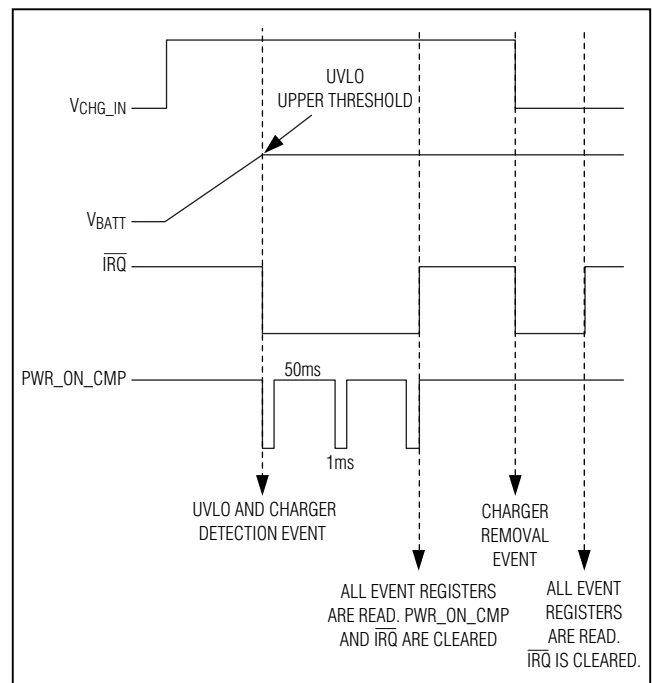 UVLO
UPPER THRESHOLD
VCHG_IN
VBATT
IRQ
PWR_ON_CMP
50ms
1ms
UVLO AND CHARGER
DETECTION EVENT
ALL EVENT REGISTERS
ARE READ. PWR_ON_CMP
AND IRQ ARE CLEARED
CHARGER
REMOVAL
EVENT
ALL EVENT
REGISTERS
ARE READ.
IRQ IS CLEARED.